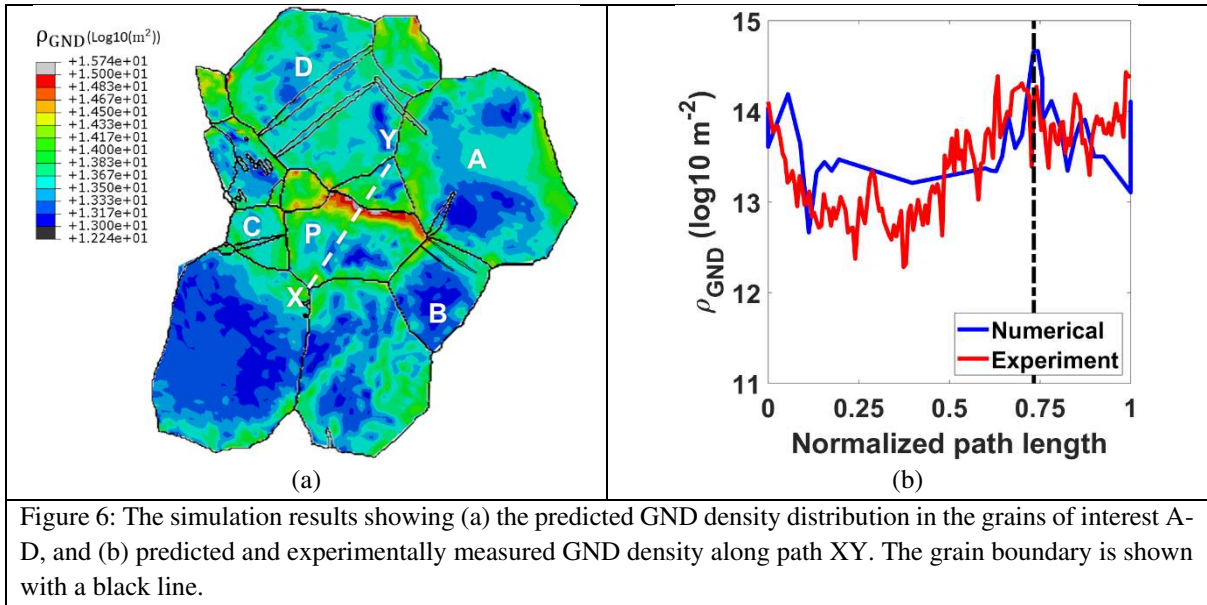 ρGND (Log10(m²))
+1.574e+01
+1.500e+01
+1.483e+01
+1.467e+01
+1.450e+01
+1.433e+01
+1.417e+01
+1.400e+01
+1.383e+01
+1.367e+01
+1.350e+01
+1.333e+01
+1.317e+01
+1.300e+01
+1.224e+01
D
Y
A
C
P
X
B
(a)
15
14
13
12
11
ρGND (log10 m⁻²)
Numerical
Experiment
0 0.25 0.5 0.75 1
Normalized path length
(b)
Figure 6: The simulation results showing (a) the predicted GND density distribution in the grains of interest A-
D, and (b) predicted and experimentally measured GND density along path XY. The grain boundary is shown
with a black line.